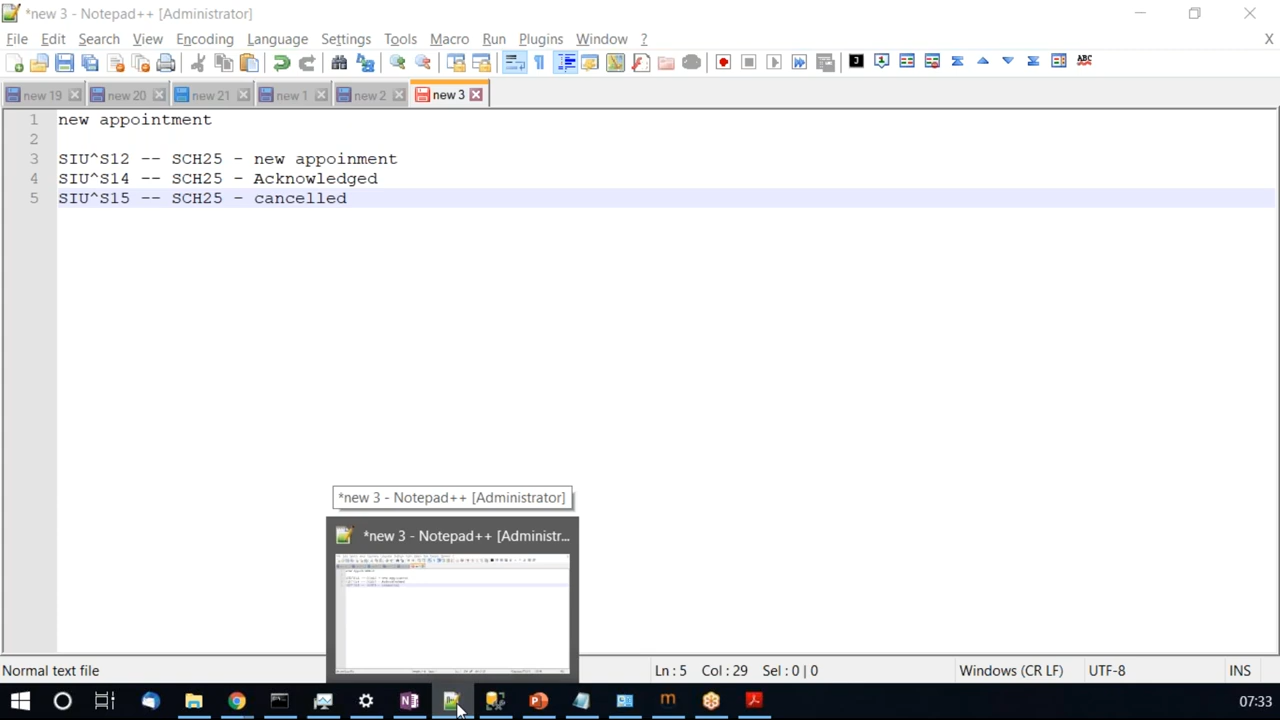 *new 3 - Notepad++ [Administrator]
File Edit Search View Encoding Language Settings Tools Macro Run Plugins Window ? X
new 19 new 20 new 21 new 1 new 2 new 3
1 new appointment
2
3 SIU^S12 -- SCH25 - new appoinment
4 SIU^S14 -- SCH25 - Acknowledged
5 SIU^S15 -- SCH25 - cancelled
*new 3 - Notepad++ [Administrator]
*new 3 - Notepad++ [Administr...
Normal text file Ln : 5 Col : 29 Sel : 0 | 0 Windows (CR LF) UTF-8 INS
07:33